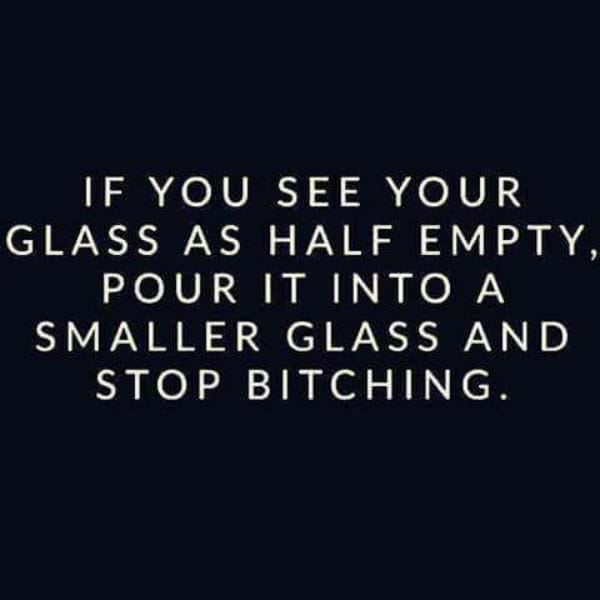 IF YOU SEE YOUR
GLASS AS HALF EMPTY,
POUR IT INTO A
SMALLER GLASS AND
STOP BITCHING.